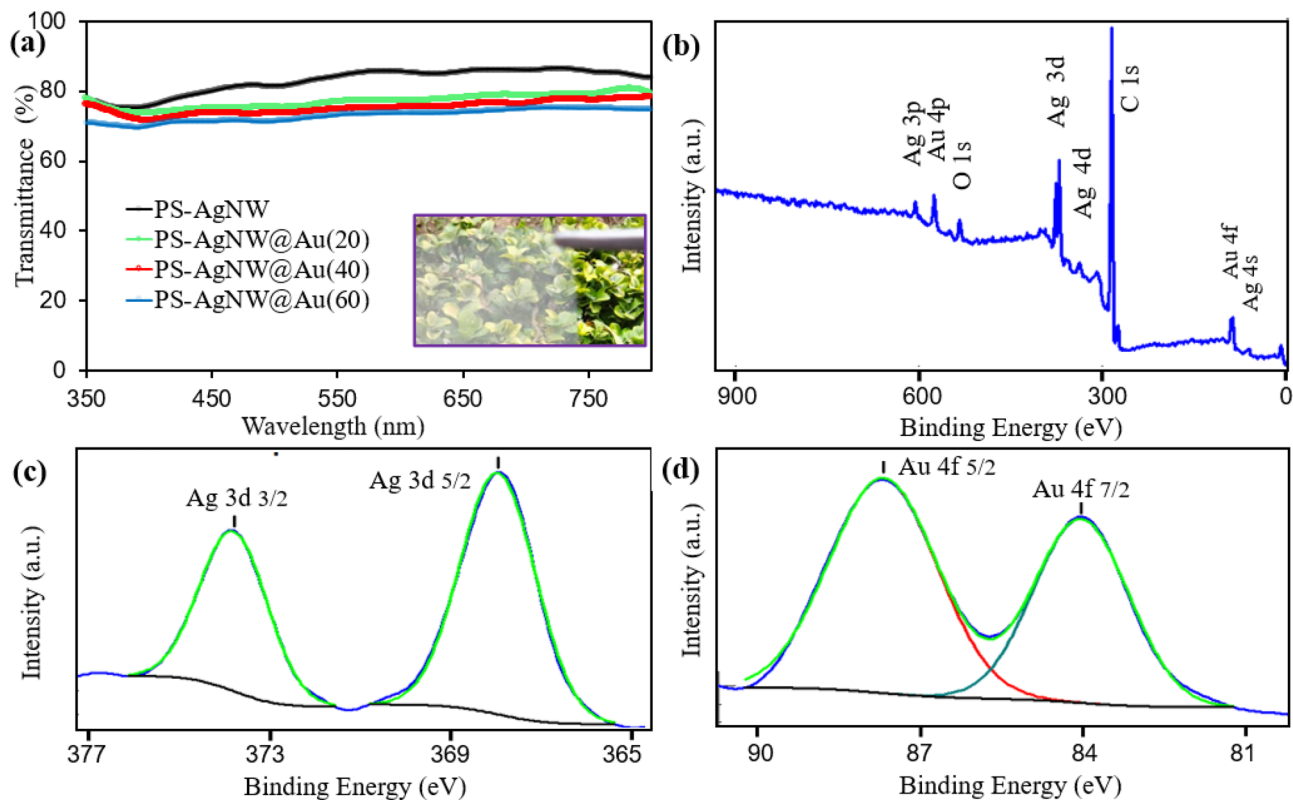 (a)
100
80
60
40
20
0
Transmittance (%)
PS-AgNW
PS-AgNW@Au(20)
PS-AgNW@Au(40)
PS-AgNW@Au(60)
350 450 550 650 750
Wavelength (nm)
(b)
Intensity (a.u.)
Ag 3p
Au 4p
O 1s
Ag 3d
Ag 4d
C 1s
Au 4f
Ag 4s
900 600 300 0
Binding Energy (eV)
(c)
Intensity (a.u.)
Ag 3d 3/2
Ag 3d 5/2
377 373 369 365
Binding Energy (eV)
(d)
Intensity (a.u.)
Au 4f 5/2
Au 4f 7/2
90 87 84 81
Binding Energy (eV)